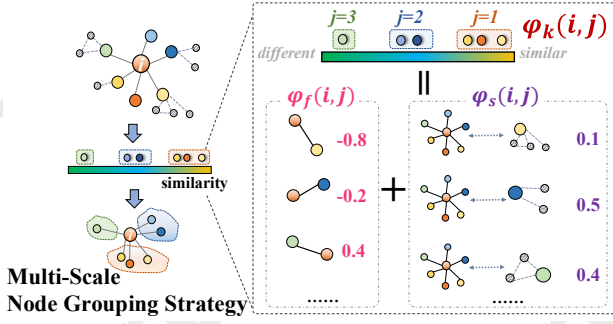 j=3
j=2
j=1
φk(i,j)
different
similar
i
similarity
i
Multi-Scale
Node Grouping Strategy
=
φf(i,j)
-0.8
-0.2
0.4
......
+
φs(i,j)
0.1
0.5
0.4
......